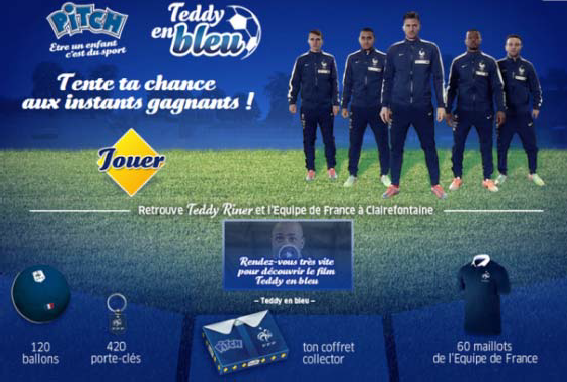 PiTCH
Etre un enfant
c'est du sport
Teddy
en
bleu
Tente ta chance
aux instants gagnants !
Jouer
Retrouve Teddy Riner et l'Equipe de France à Clairefontaine
Rendez-vous très vite
pour découvrir le film
Teddy en bleu
– Teddy en bleu –
120
ballons
420
porte-clés
PiTCH
ton coffret
collector
60 maillots
de l'Equipe de France